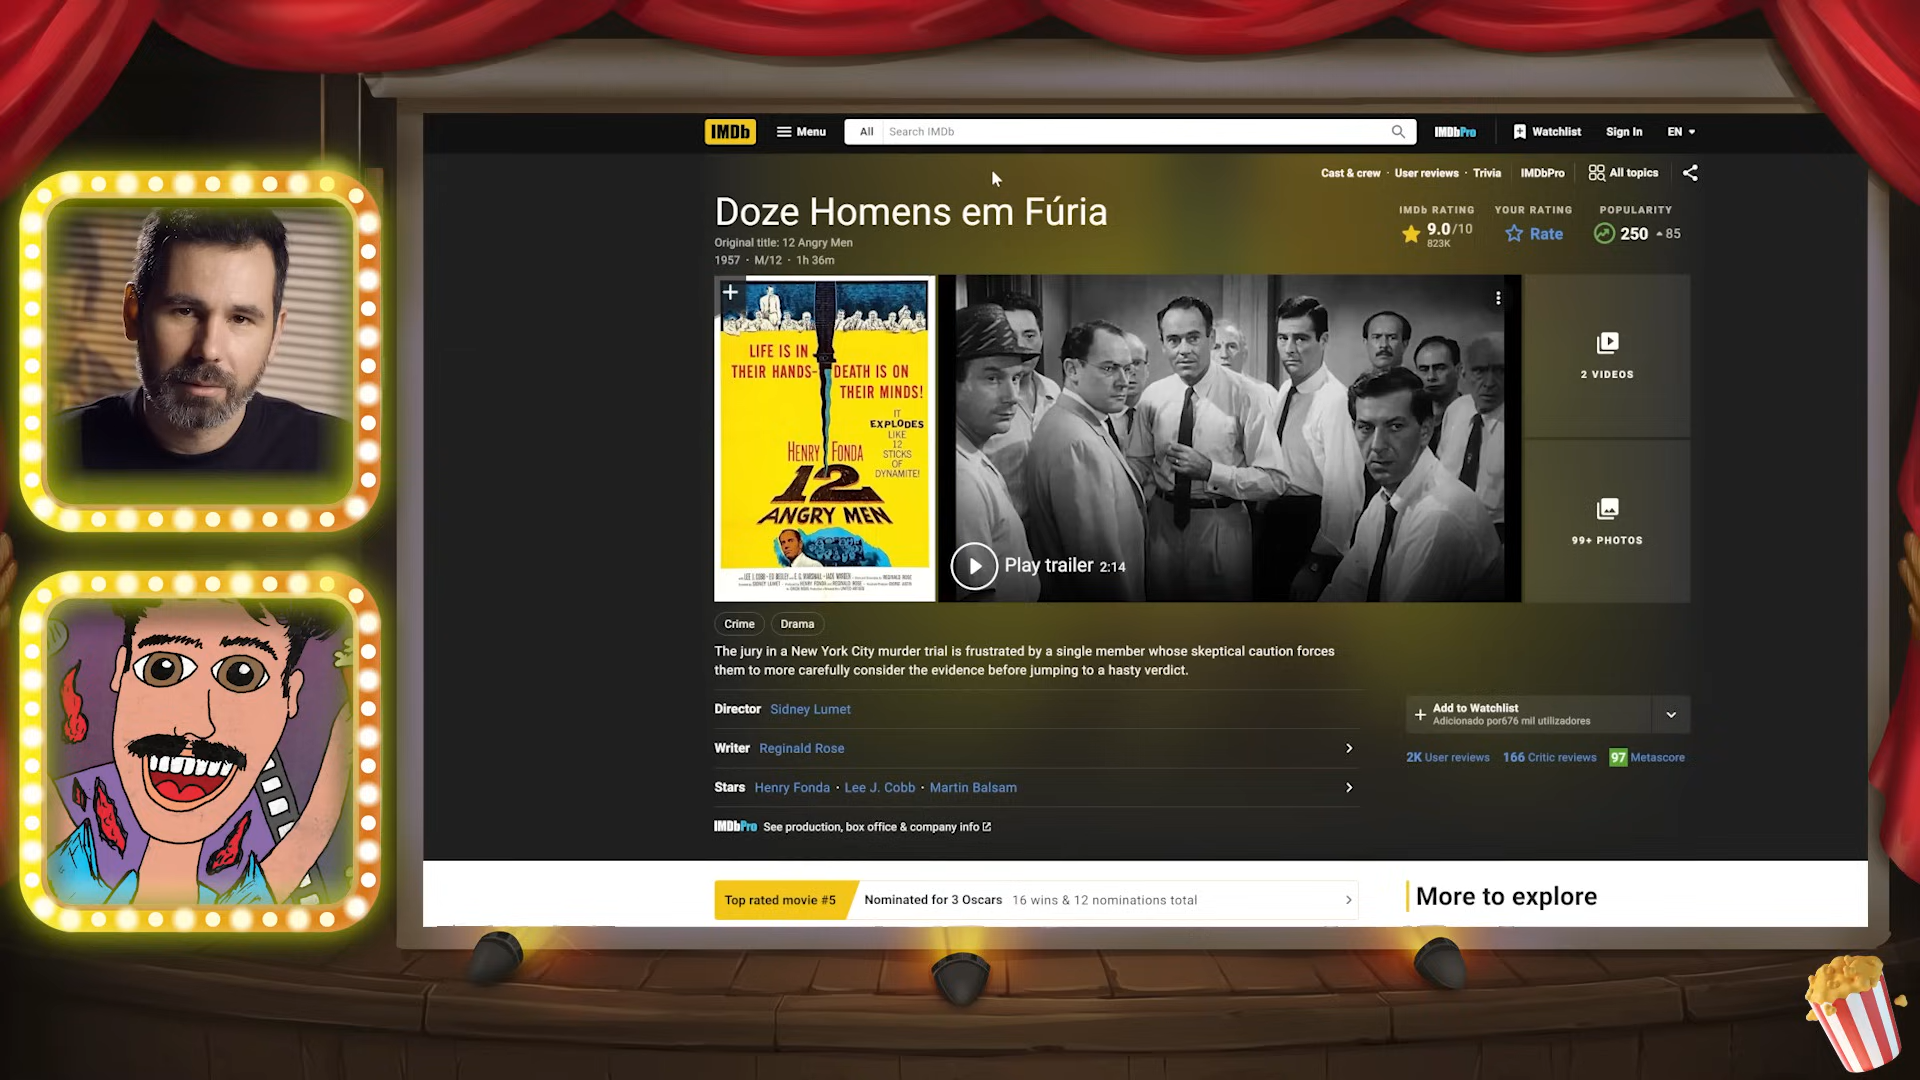 IMDb
Menu
All
Search IMDb
IMDbPro
Watchlist
Sign In
EN
Cast & crew · User reviews · Trivia
IMDbPro
All topics
Doze Homens em Fúria
Original title: 12 Angry Men
1957 · M/12 · 1h 36m
IMDb RATING
9.0/10
823K
YOUR RATING
Rate
POPULARITY
250
85
LIFE IS IN
THEIR HANDS-
DEATH IS ON
THEIR MINDS!
IT
EXPLODES
LIKE
12
STICKS
OF
DYNAMITE!
HENRY FONDA
12
ANGRY MEN
Play trailer 2:14
2 VIDEOS
99+ PHOTOS
Crime
Drama
The jury in a New York City murder trial is frustrated by a single member whose skeptical caution forces
them to more carefully consider the evidence before jumping to a hasty verdict.
Director Sidney Lumet
Writer Reginald Rose
Stars Henry Fonda · Lee J. Cobb · Martin Balsam
IMDbPro See production, box office & company info
Add to Watchlist
Adicionado por676 mil utilizadores
2K User reviews
166 Critic reviews
97 Metascore
Top rated movie #5
Nominated for 3 Oscars
16 wins & 12 nominations total
More to explore